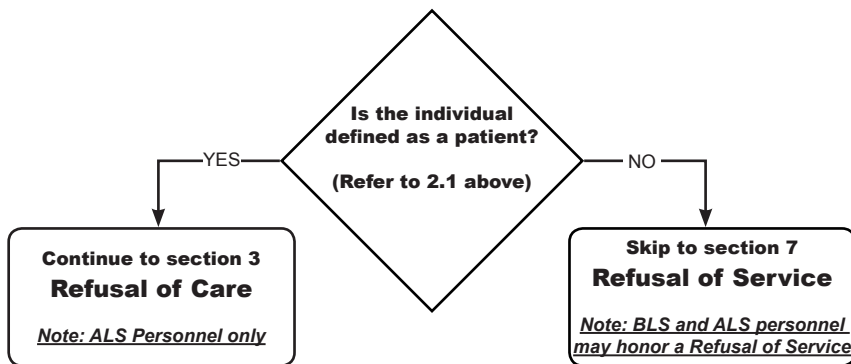 Is the individual
defined as a patient?
(Refer to 2.1 above)
YES
NO
Continue to section 3
Refusal of Care
Note: ALS Personnel only
Skip to section 7
Refusal of Service
Note: BLS and ALS personnel
may honor a Refusal of Service